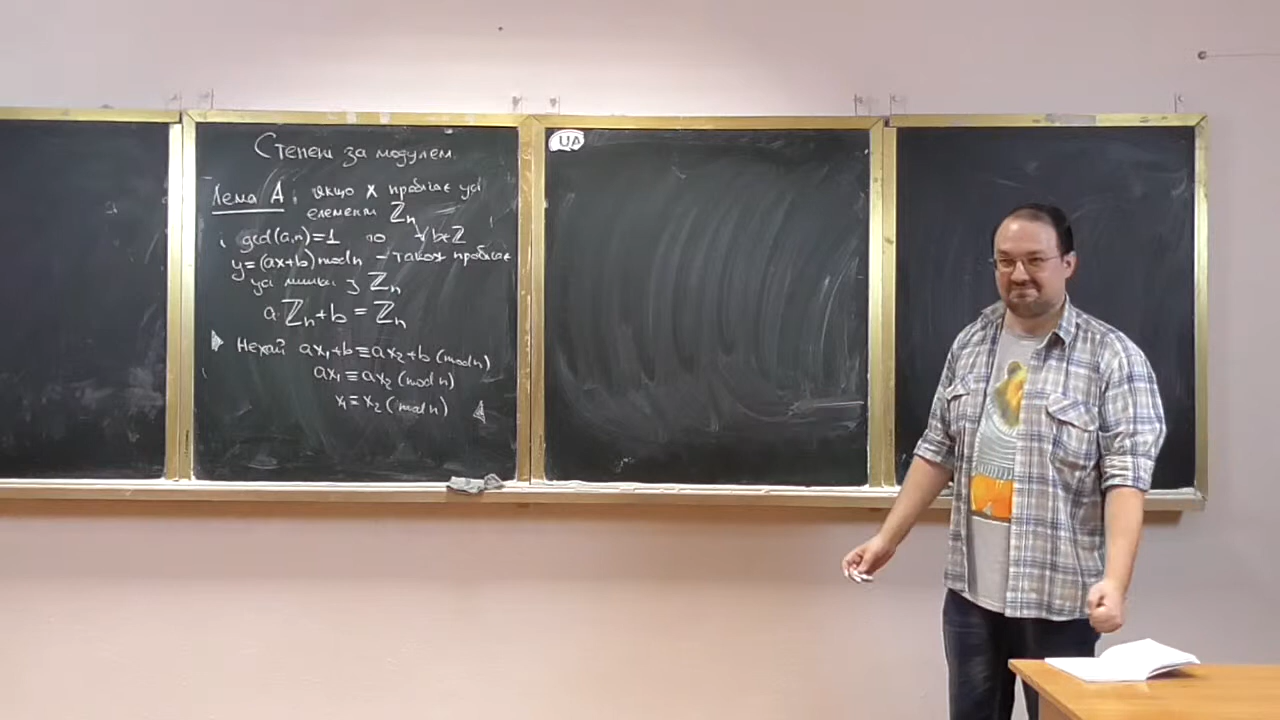 Степені за модулем
Лема А: якщо x пробігає усі
елементи ℤₙ
і gcd(a,n)=1 то ∀b∈ℤ
y=(ax+b) mod n – також пробігає
усі лишки з ℤₙ
a·ℤₙ+b = ℤₙ
Нехай ax₁+b≡ax₂+b (mod n)
ax₁≡ax₂ (mod n)
x₁≡x₂ (mod n)
UA